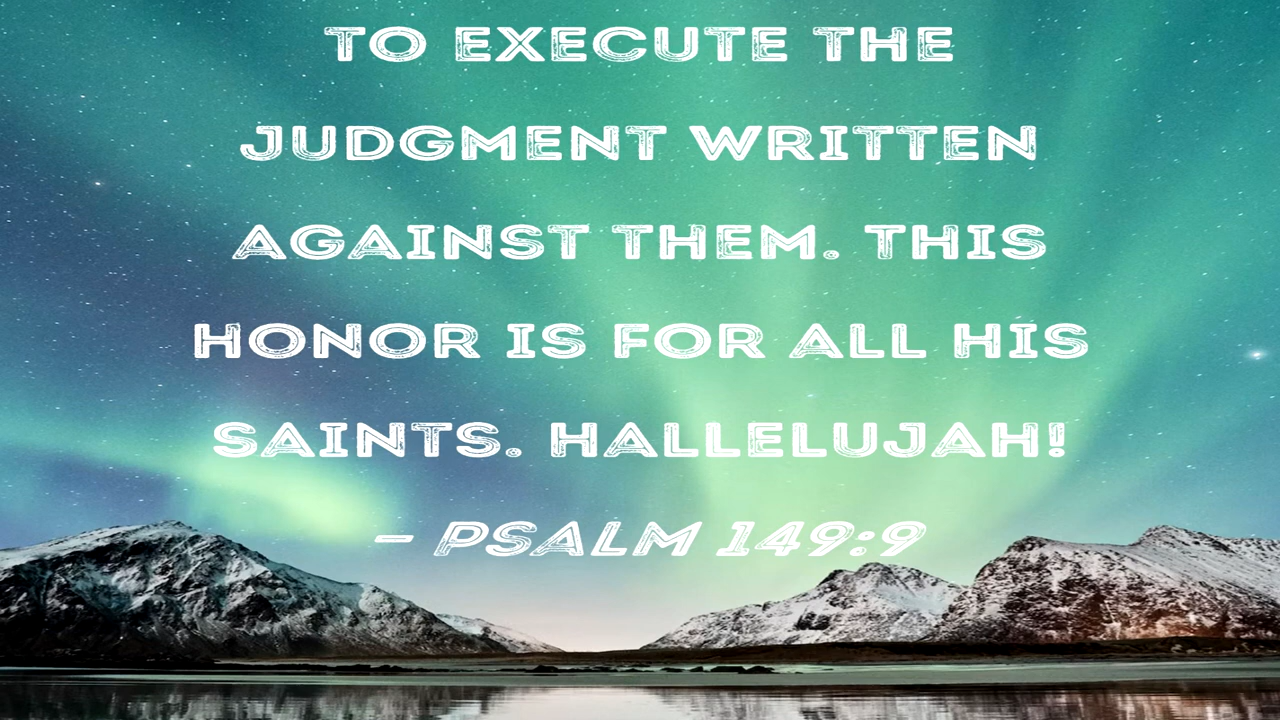 TO EXECUTE THE
JUDGMENT WRITTEN
AGAINST THEM. THIS
HONOR IS FOR ALL HIS
SAINTS. HALLELUJAH!
– PSALM 149:9